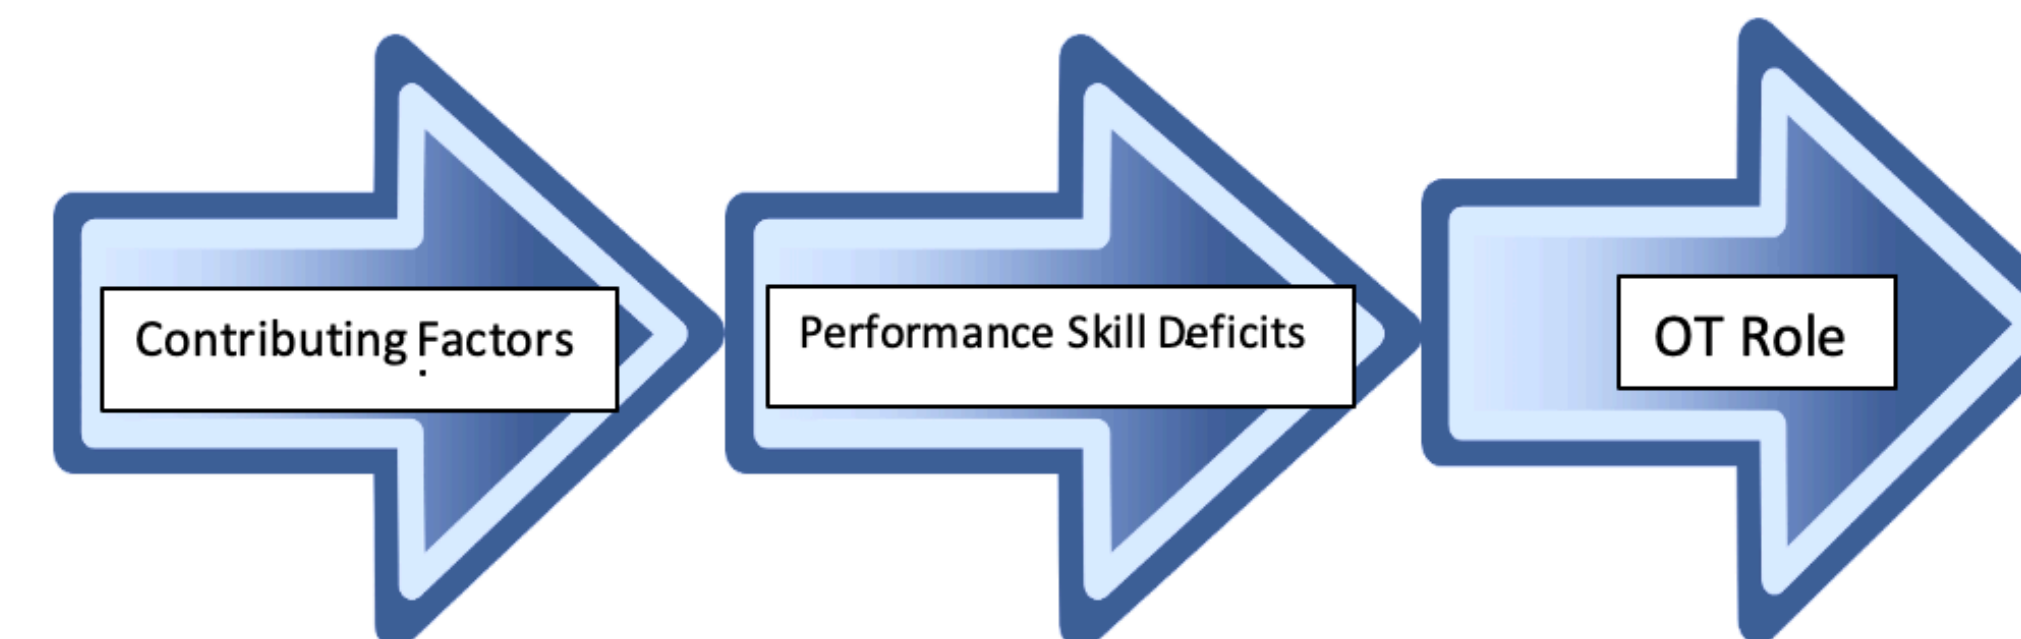 Contributing Factors
Performance Skill Deficits
OT Role